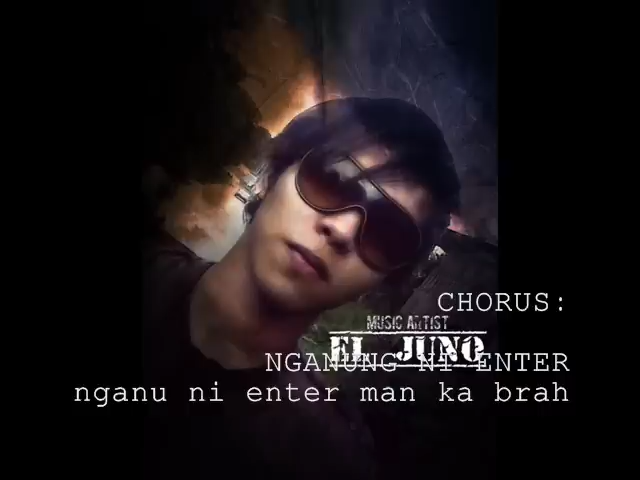 CHORUS:
MUSIC ARTIST
EL JUNO
NGANUNG NI ENTER
nganu ni enter man ka brah